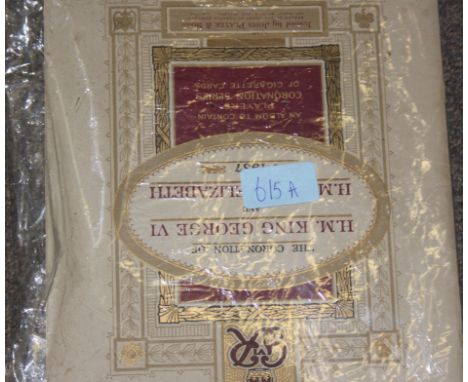 THE CORONATION OF
H.M. KING GEORGE VI
AND
H.M. ELIZABETH
615A
1937
AN ALBUM TO CONTAIN
PLAYER'S
CORONATION SERIES
OF CIGARETTE CARDS
Issued by John Player & Sons